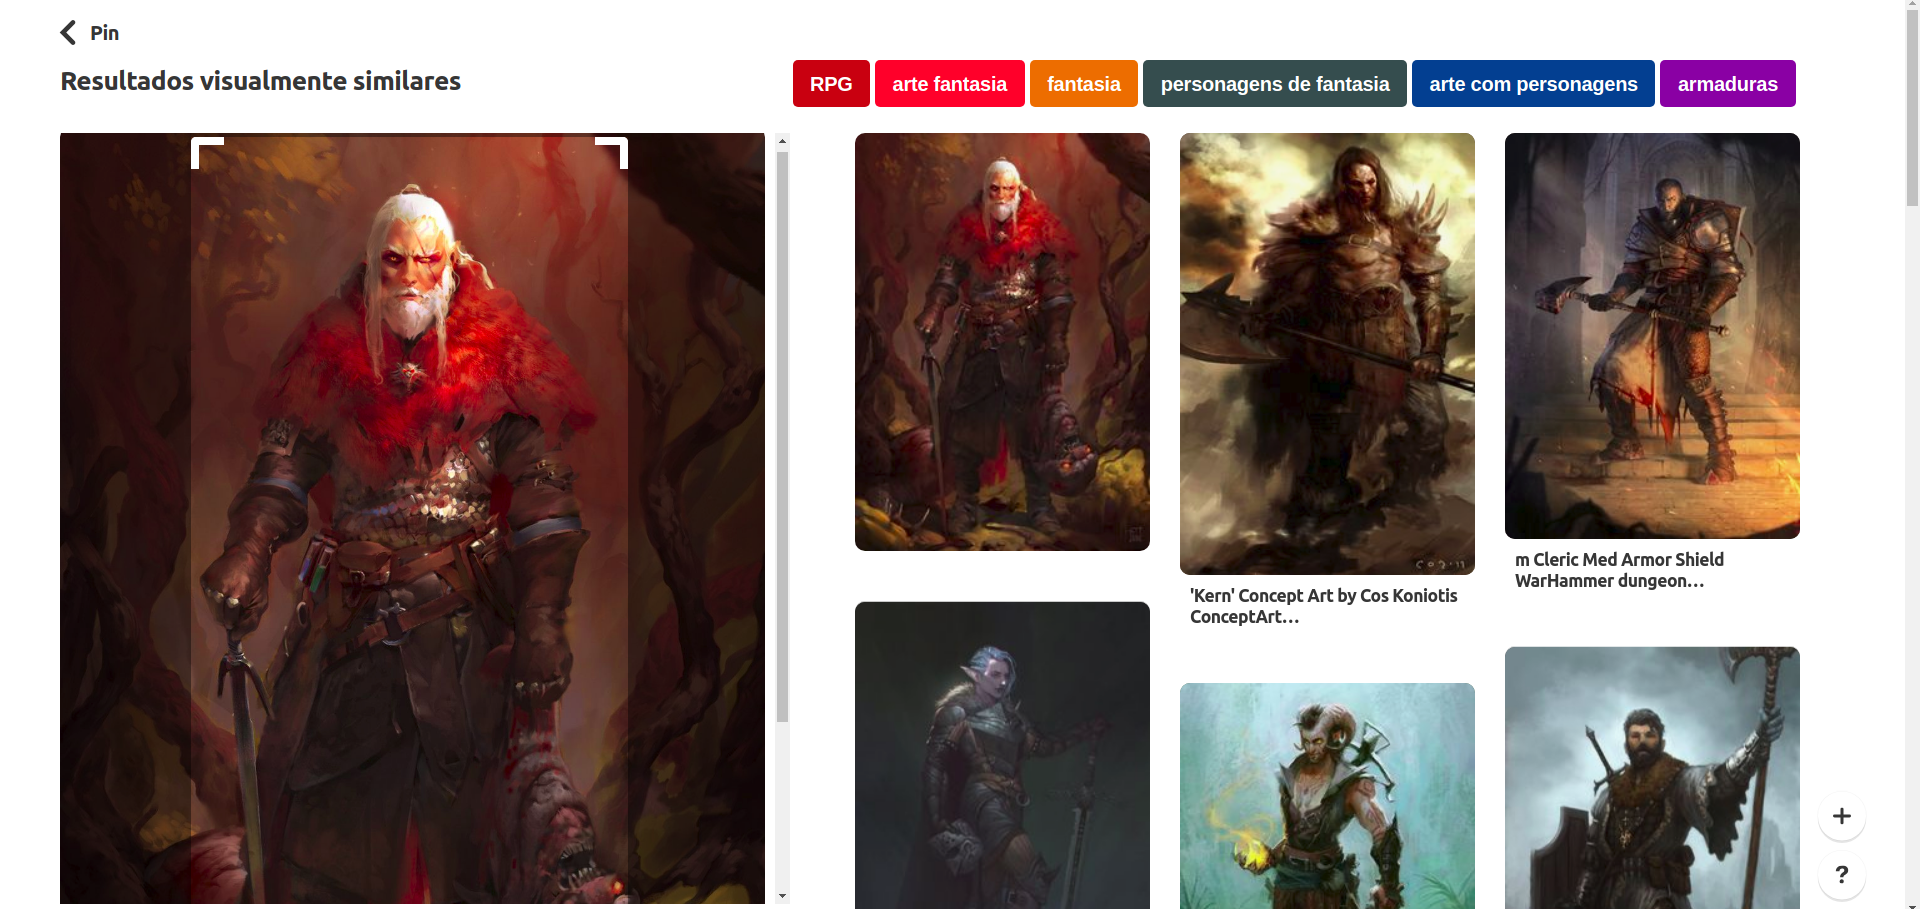 Pin
Resultados visualmente similares
RPG
arte fantasia
fantasia
personagens de fantasia
arte com personagens
armaduras
'Kern' Concept Art by Cos Koniotis
ConceptArt...
m Cleric Med Armor Shield
WarHammer dungeon...
+
?